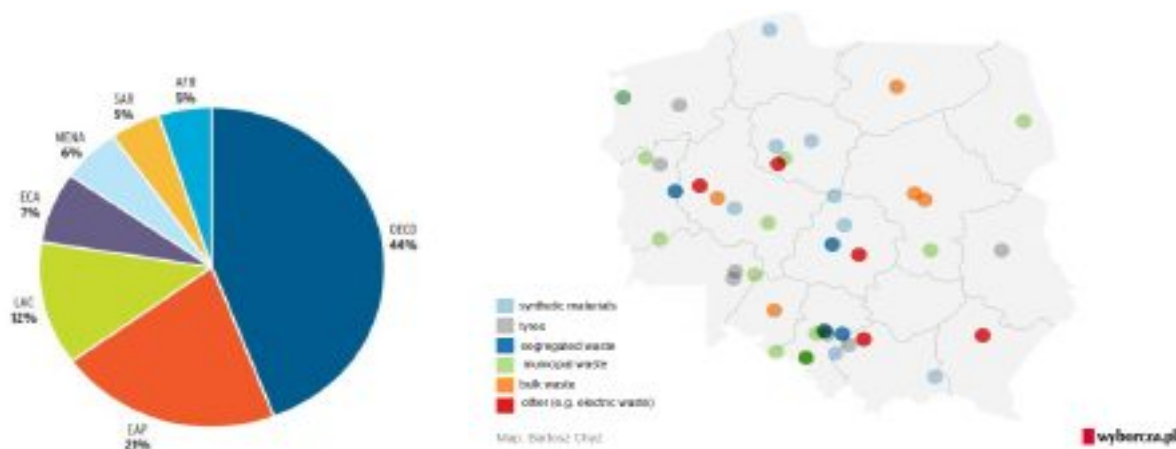 AFR
5%
SAR
5%
MENA
6%
ECA
7%
LAC
12%
EAP
21%
OECD
44%
synthetic materials
tyres
segregated waste
municipal waste
bulk waste
other (e.g. electric waste)
Map: Bartosz
wyborcza.pl